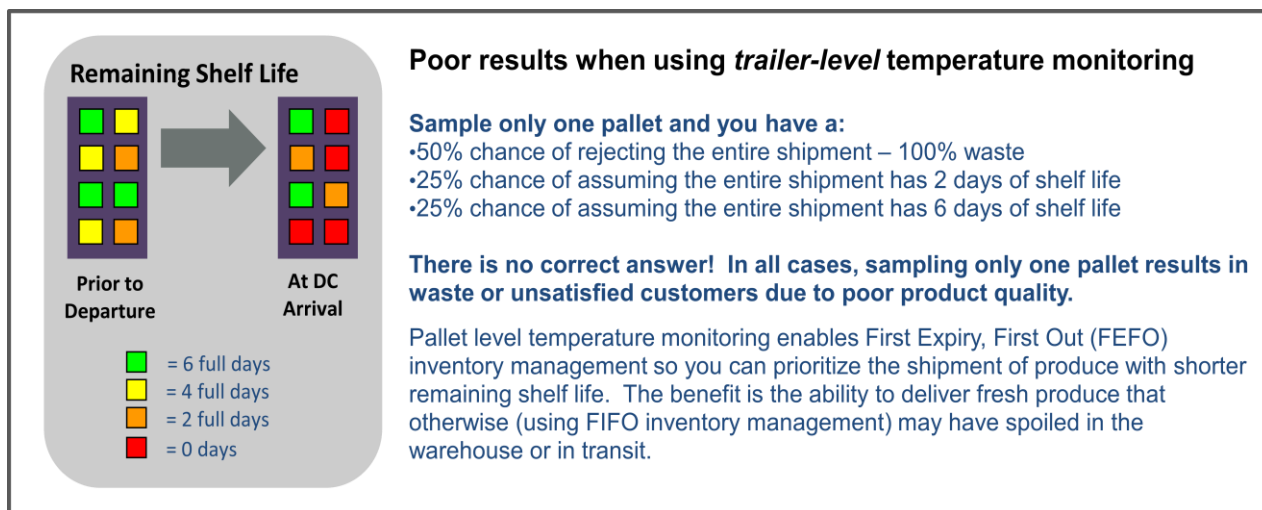 Remaining Shelf Life
Prior to
Departure
At DC
Arrival
= 6 full days
= 4 full days
= 2 full days
= 0 days
Poor results when using trailer-level temperature monitoring
Sample only one pallet and you have a:
•50% chance of rejecting the entire shipment – 100% waste
•25% chance of assuming the entire shipment has 2 days of shelf life
•25% chance of assuming the entire shipment has 6 days of shelf life
There is no correct answer!  In all cases, sampling only one pallet results in
waste or unsatisfied customers due to poor product quality.
Pallet level temperature monitoring enables First Expiry, First Out (FEFO)
inventory management so you can prioritize the shipment of produce with shorter
remaining shelf life.  The benefit is the ability to deliver fresh produce that
otherwise (using FIFO inventory management) may have spoiled in the
warehouse or in transit.